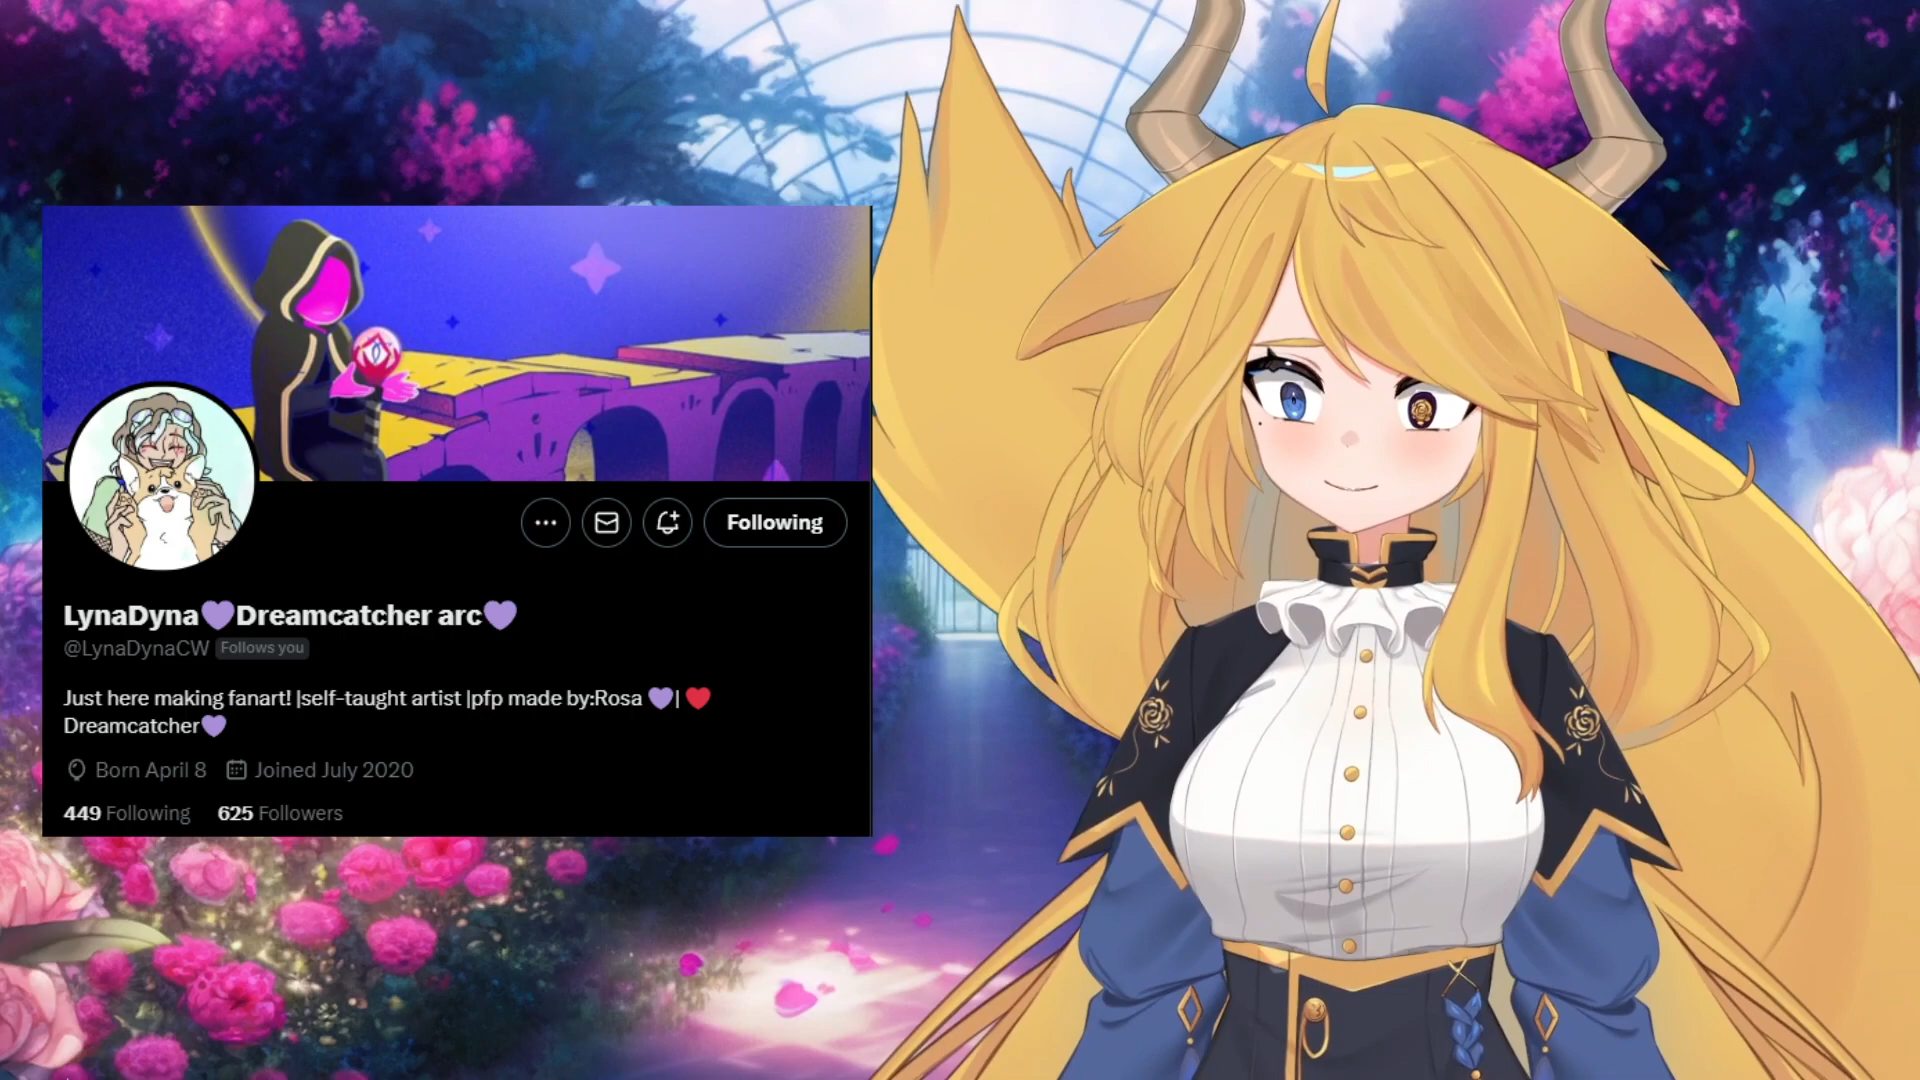 Following
LynaDyna💜Dreamcatcher arc💜
@LynaDynaCW Follows you
Just here making fanart! |self-taught artist |pfp made by:Rosa 💜| ❤️
Dreamcatcher💜
Born April 8 Joined July 2020
449 Following 625 Followers